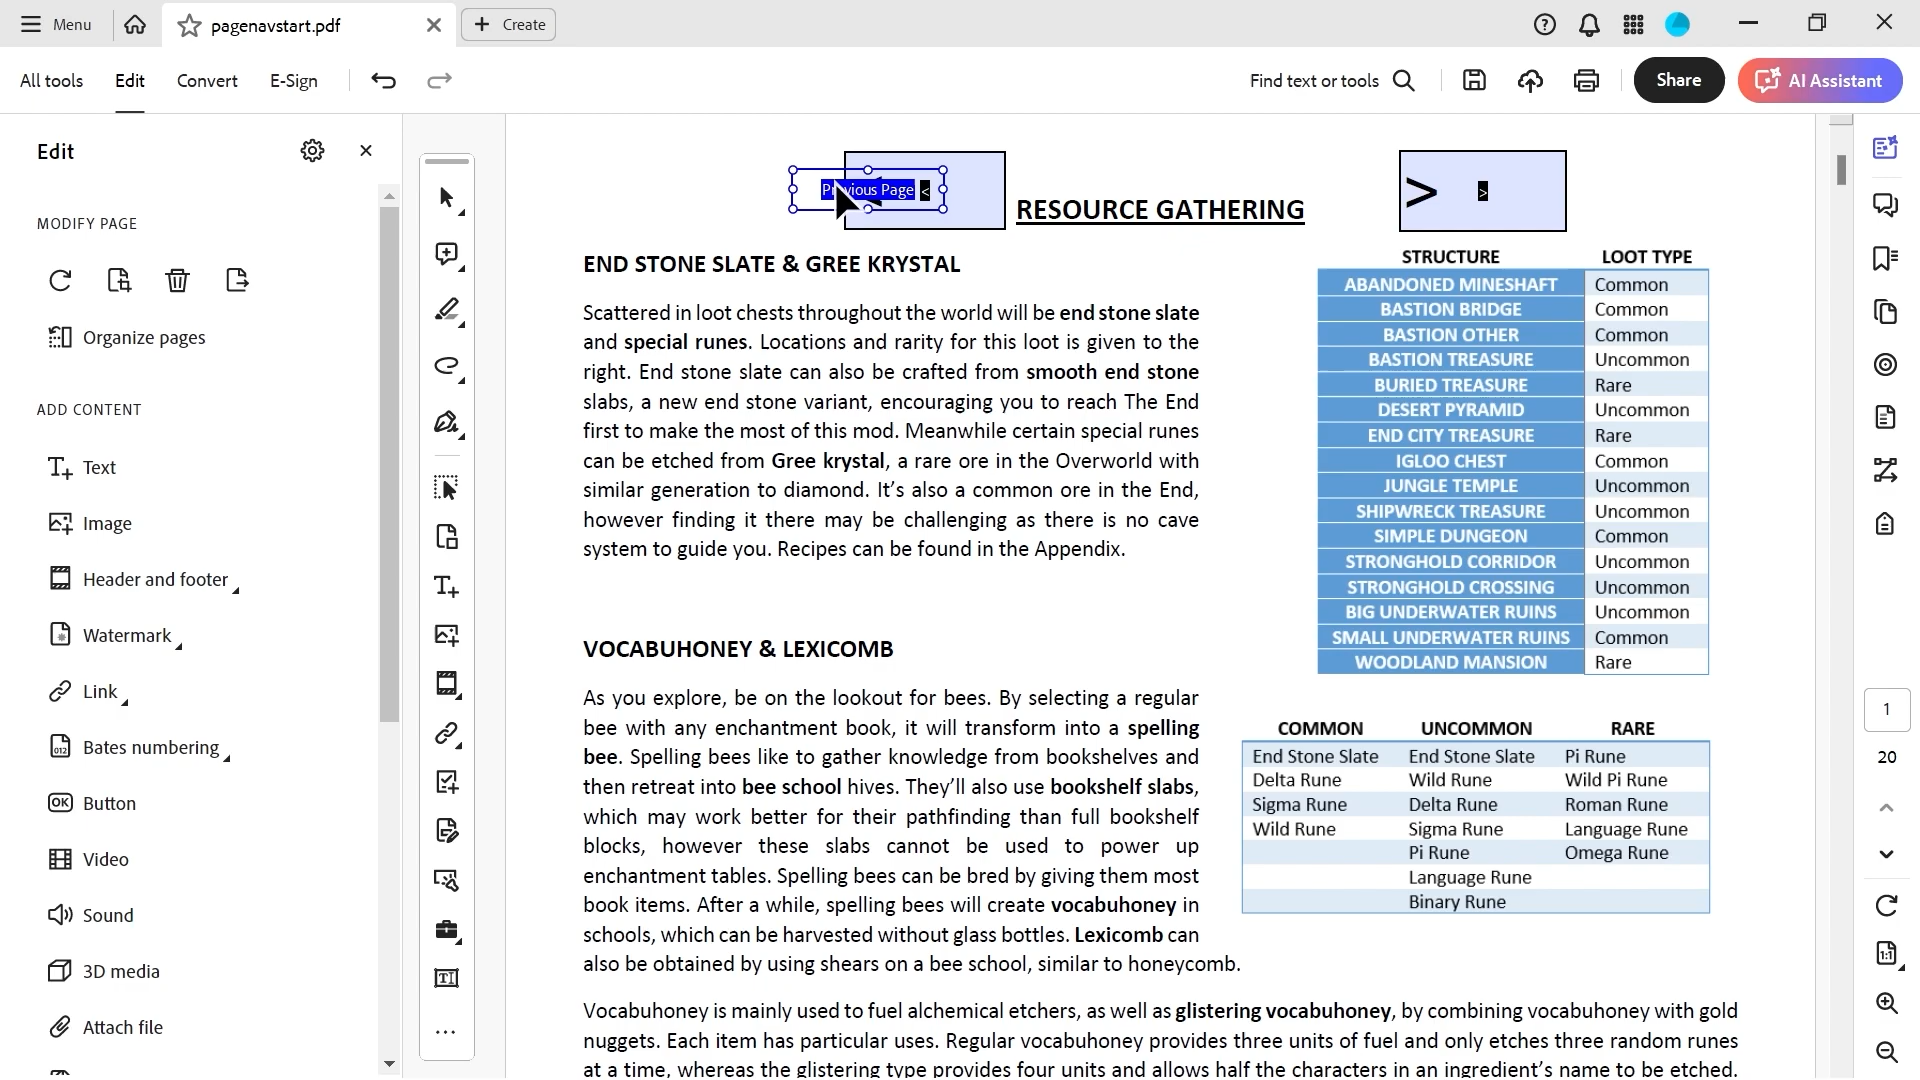 Menu
pagenavstart.pdf
Create
All tools
Edit
Convert
E-Sign
Find text or tools
Share
AI Assistant
Edit
MODIFY PAGE
Organize pages
ADD CONTENT
Text
Image
Header and footer
Watermark
Link
Bates numbering
Button
Video
Sound
3D media
Attach file
Previous Page <
RESOURCE GATHERING
> >
END STONE SLATE & GREE KRYSTAL
Scattered in loot chests throughout the world will be end stone slate
and special runes. Locations and rarity for this loot is given to the
right. End stone slate can also be crafted from smooth end stone
slabs, a new end stone variant, encouraging you to reach The End
first to make the most of this mod. Meanwhile certain special runes
can be etched from Gree krystal, a rare ore in the Overworld with
similar generation to diamond. It’s also a common ore in the End,
however finding it there may be challenging as there is no cave
system to guide you. Recipes can be found in the Appendix.
STRUCTURE LOOT TYPE
ABANDONED MINESHAFT Common
BASTION BRIDGE Common
BASTION OTHER Common
BASTION TREASURE Uncommon
BURIED TREASURE Rare
DESERT PYRAMID Uncommon
END CITY TREASURE Rare
IGLOO CHEST Common
JUNGLE TEMPLE Uncommon
SHIPWRECK TREASURE Uncommon
SIMPLE DUNGEON Common
STRONGHOLD CORRIDOR Uncommon
STRONGHOLD CROSSING Uncommon
BIG UNDERWATER RUINS Uncommon
SMALL UNDERWATER RUINS Common
WOODLAND MANSION Rare
VOCABUHONEY & LEXICOMB
As you explore, be on the lookout for bees. By selecting a regular
bee with any enchantment book, it will transform into a spelling
bee. Spelling bees like to gather knowledge from bookshelves and
then retreat into bee school hives. They’ll also use bookshelf slabs,
which may work better for their pathfinding than full bookshelf
blocks, however these slabs cannot be used to power up
enchantment tables. Spelling bees can be bred by giving them most
book items. After a while, spelling bees will create vocabuhoney in
schools, which can be harvested without glass bottles. Lexicomb can
also be obtained by using shears on a bee school, similar to honeycomb.
COMMON UNCOMMON RARE
End Stone Slate End Stone Slate Pi Rune
Delta Rune Wild Rune Wild Pi Rune
Sigma Rune Delta Rune Roman Rune
Wild Rune Sigma Rune Language Rune
Pi Rune Omega Rune
Language Rune
Binary Rune
Vocabuhoney is mainly used to fuel alchemical etchers, as well as glistering vocabuhoney, by combining vocabuhoney with gold
nuggets. Each item has particular uses. Regular vocabuhoney provides three units of fuel and only etches three random runes
at a time, whereas the glistering type provides four units and allows half the characters in an ingredient’s name to be etched.
1
20